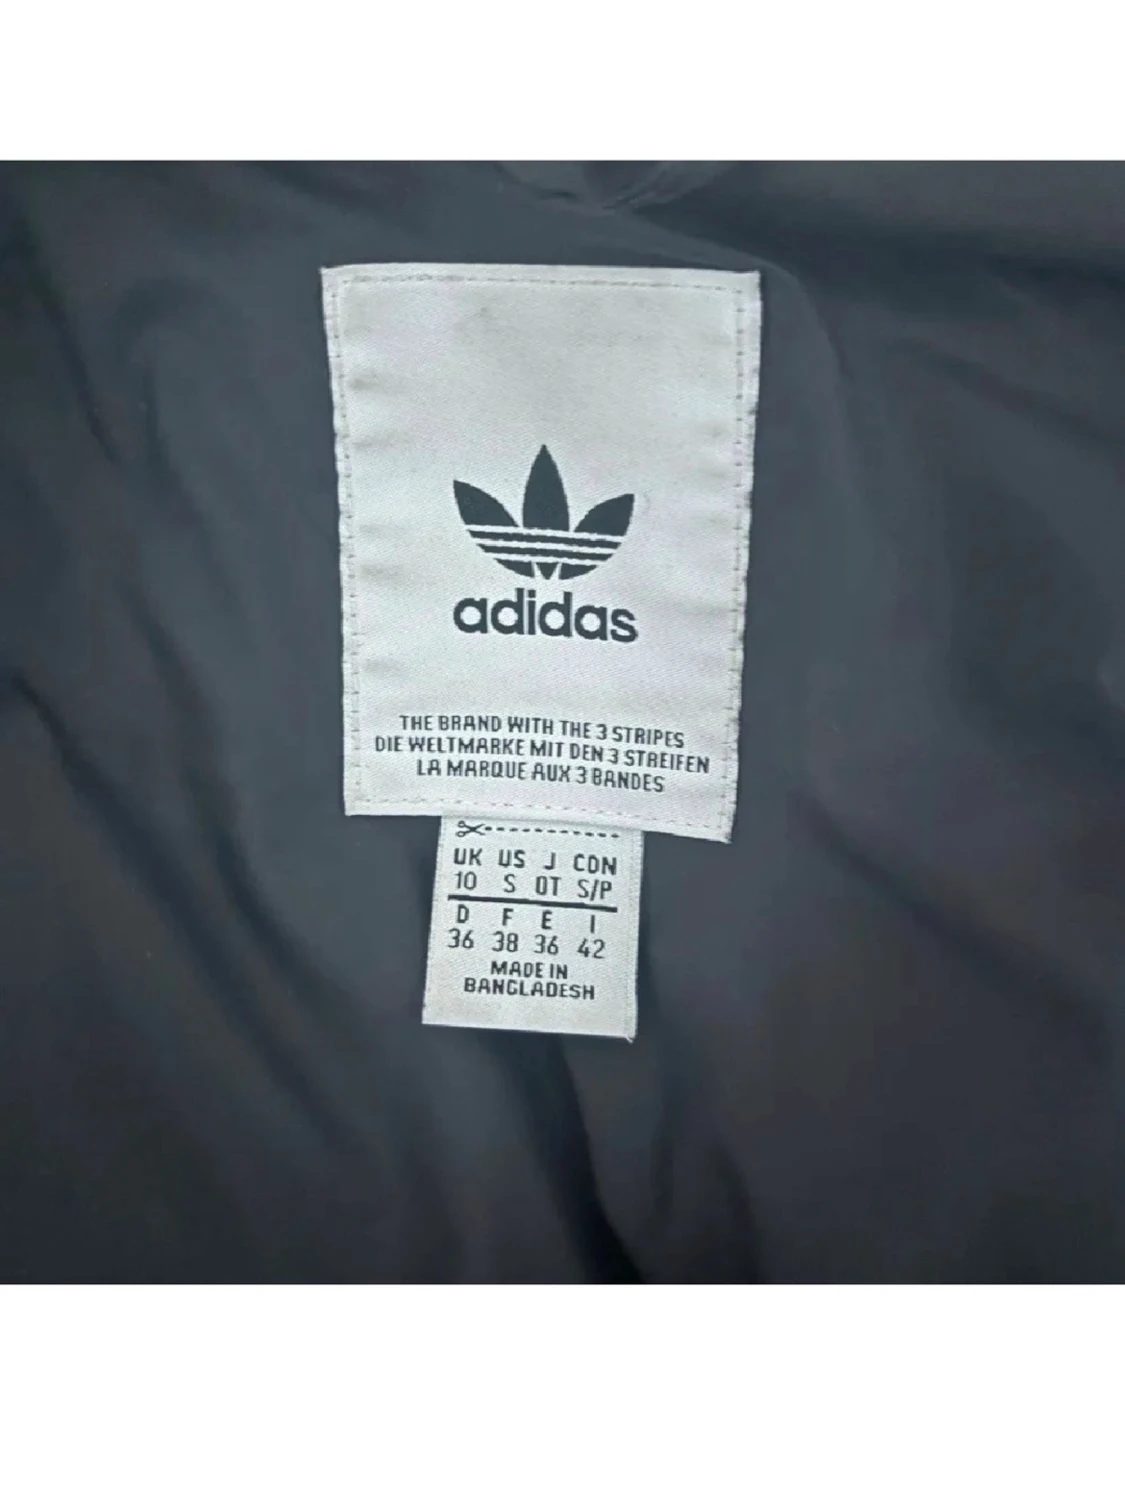 adidas
THE BRAND WITH THE 3 STRIPES
DIE WELTMARKE MIT DEN 3 STREIFEN
LA MARQUE AUX 3 BANDES
UK US J CDN
10 S OT S/P
D F E I
36 38 36 42
MADE IN
BANGLADESH